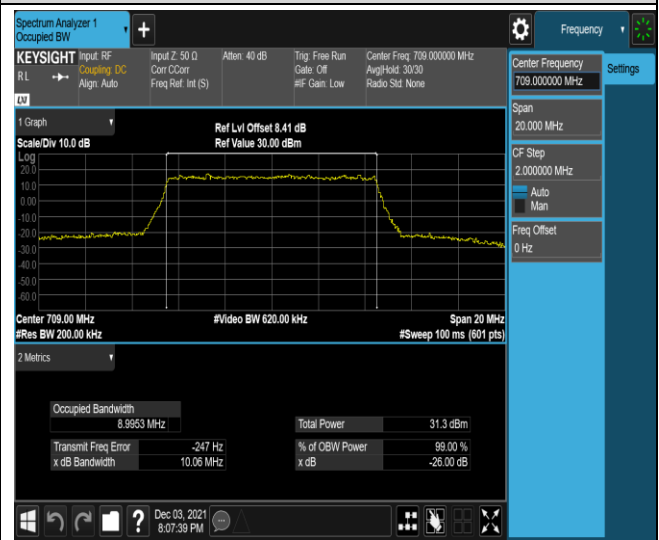 Spectrum Analyzer 1
Occupied BW
Frequency
KEYSIGHT
RL
LXI
Input: RF
Coupling: DC
Align: Auto
Input Z: 50 Ω
Corr CCorr
Freq Ref: Int (S)
Atten: 40 dB
Trig: Free Run
Gate: Off
#IF Gain: Low
Center Freq: 709.000000 MHz
Avg|Hold: 30/30
Radio Std: None
Center Frequency
709.000000 MHz
Settings
Span
20.000 MHz
CF Step
2.000000 MHz
Auto
Man
Freq Offset
0 Hz
1 Graph
Scale/Div 10.0 dB
Ref Lvl Offset 8.41 dB
Ref Value 30.00 dBm
Log
20.0
10.0
0.00
-10.0
-20.0
-30.0
-40.0
-50.0
-60.0
Center 709.00 MHz
#Video BW 620.00 kHz
Span 20 MHz
#Res BW 200.00 kHz
#Sweep 100 ms (601 pts)
2 Metrics
Occupied Bandwidth
8.9953 MHz
Total Power 31.3 dBm
Transmit Freq Error -247 Hz
% of OBW Power 99.00 %
x dB Bandwidth 10.06 MHz
x dB -26.00 dB
?
Dec 03, 2021
8:07:39 PM